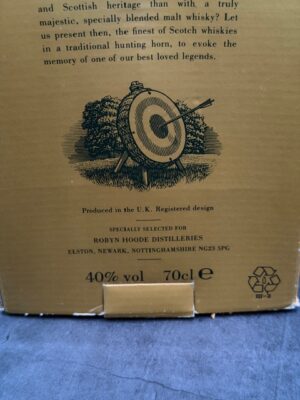 and Scottish heritage than with a truly
majestic, specially blended malt whisky? Let
us present then, the finest of Scotch whiskies
in a traditional hunting horn, to evoke the
memory of one of our best loved legends.
Produced in the U.K. Registered design
SPECIALLY SELECTED FOR
ROBYN HOODE DISTILLERIES
ELSTON, NEWARK, NOTTINGHAMSHIRE NG23 5PG
40% vol 70cl e